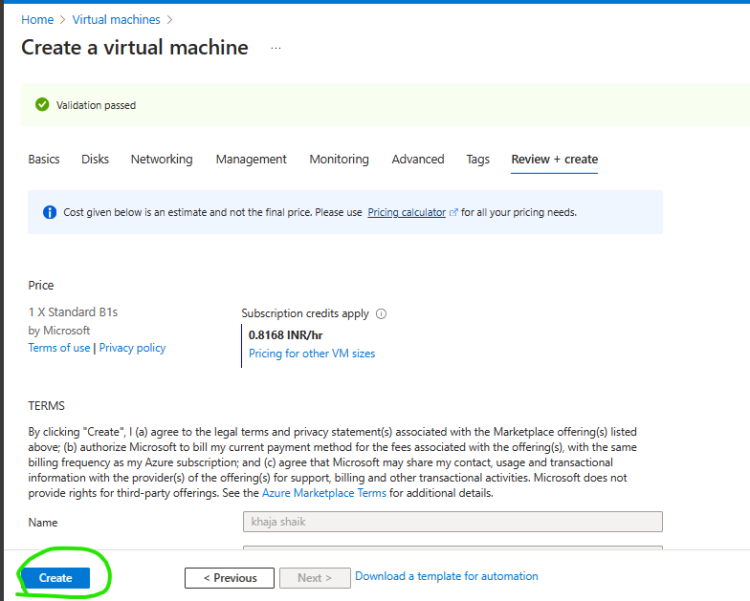 Home > Virtual machines >
Create a virtual machine ...
Validation passed
Basics Disks Networking Management Monitoring Advanced Tags Review + create
Cost given below is an estimate and not the final price. Please use Pricing calculator for all your pricing needs.
Price
1 X Standard B1s
by Microsoft
Terms of use | Privacy policy
Subscription credits apply
0.8168 INR/hr
Pricing for other VM sizes
TERMS
By clicking "Create", I (a) agree to the legal terms and privacy statement(s) associated with the Marketplace offering(s) listed
above; (b) authorize Microsoft to bill my current payment method for the fees associated with the offering(s), with the same
billing frequency as my Azure subscription; and (c) agree that Microsoft may share my contact, usage and transactional
information with the provider(s) of the offering(s) for support, billing and other transactional activities. Microsoft does not
provide rights for third-party offerings. See the Azure Marketplace Terms for additional details.
Name
khaja shaik
Create
< Previous
Next >
Download a template for automation